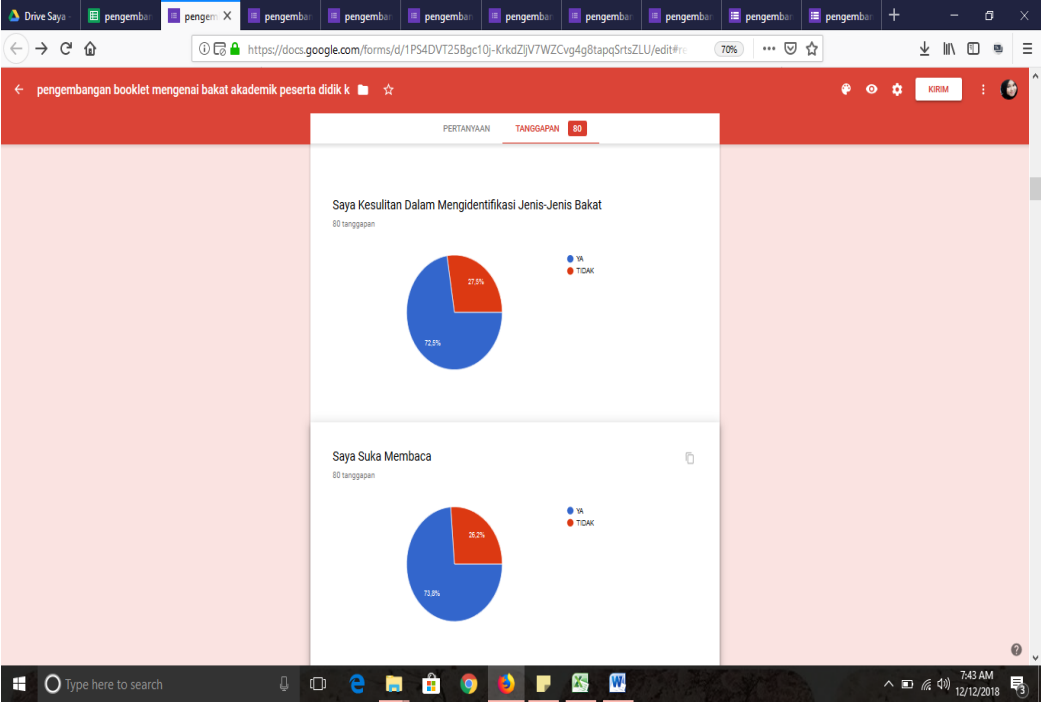 Drive Saya -
pengemban
pengem
pengemban
pengemban
pengemban
pengemban
pengemban
pengemban
pengemban
pengemban
https://docs.google.com/forms/d/1PS4DVT25Bgc10j-KrkdZIjV7WZCvg4g8tapqSrtsZLU/edit#re
70%
pengembangan booklet mengenai bakat akademik peserta didik k
KIRIM
PERTANYAAN TANGGAPAN 80
Saya Kesulitan Dalam Mengidentifikasi Jenis-Jenis Bakat
80 tanggapan
YA
TIDAK
27,5%
72,5%
Saya Suka Membaca
80 tanggapan
YA
TIDAK
26,2%
73,8%
Type here to search
7:43 AM
12/12/2018
3